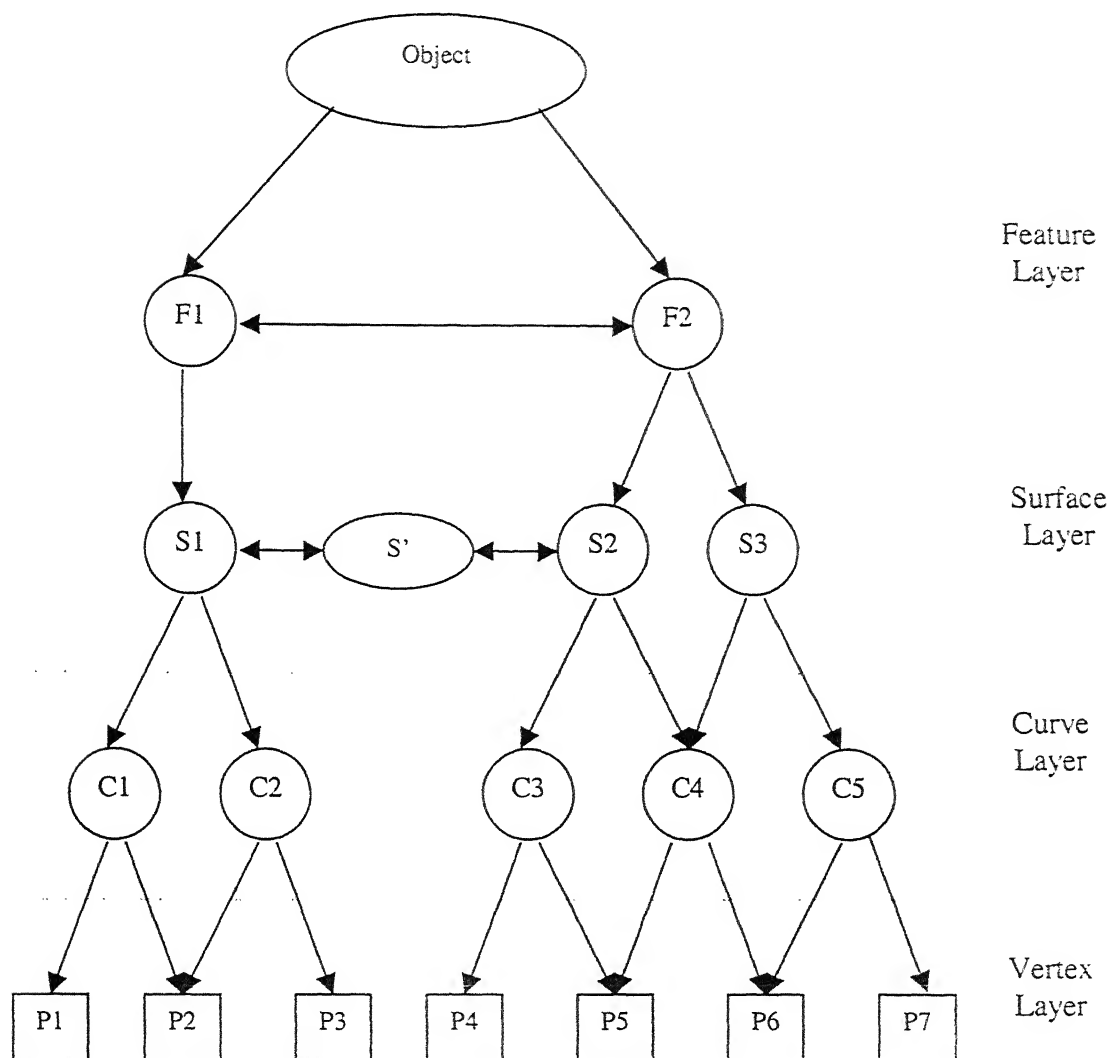 Object
Feature
Layer
F1 F2
Surface
Layer
S1 S' S2 S3
Curve
Layer
C1 C2 C3 C4 C5
Vertex
Layer
P1 P2 P3 P4 P5 P6 P7